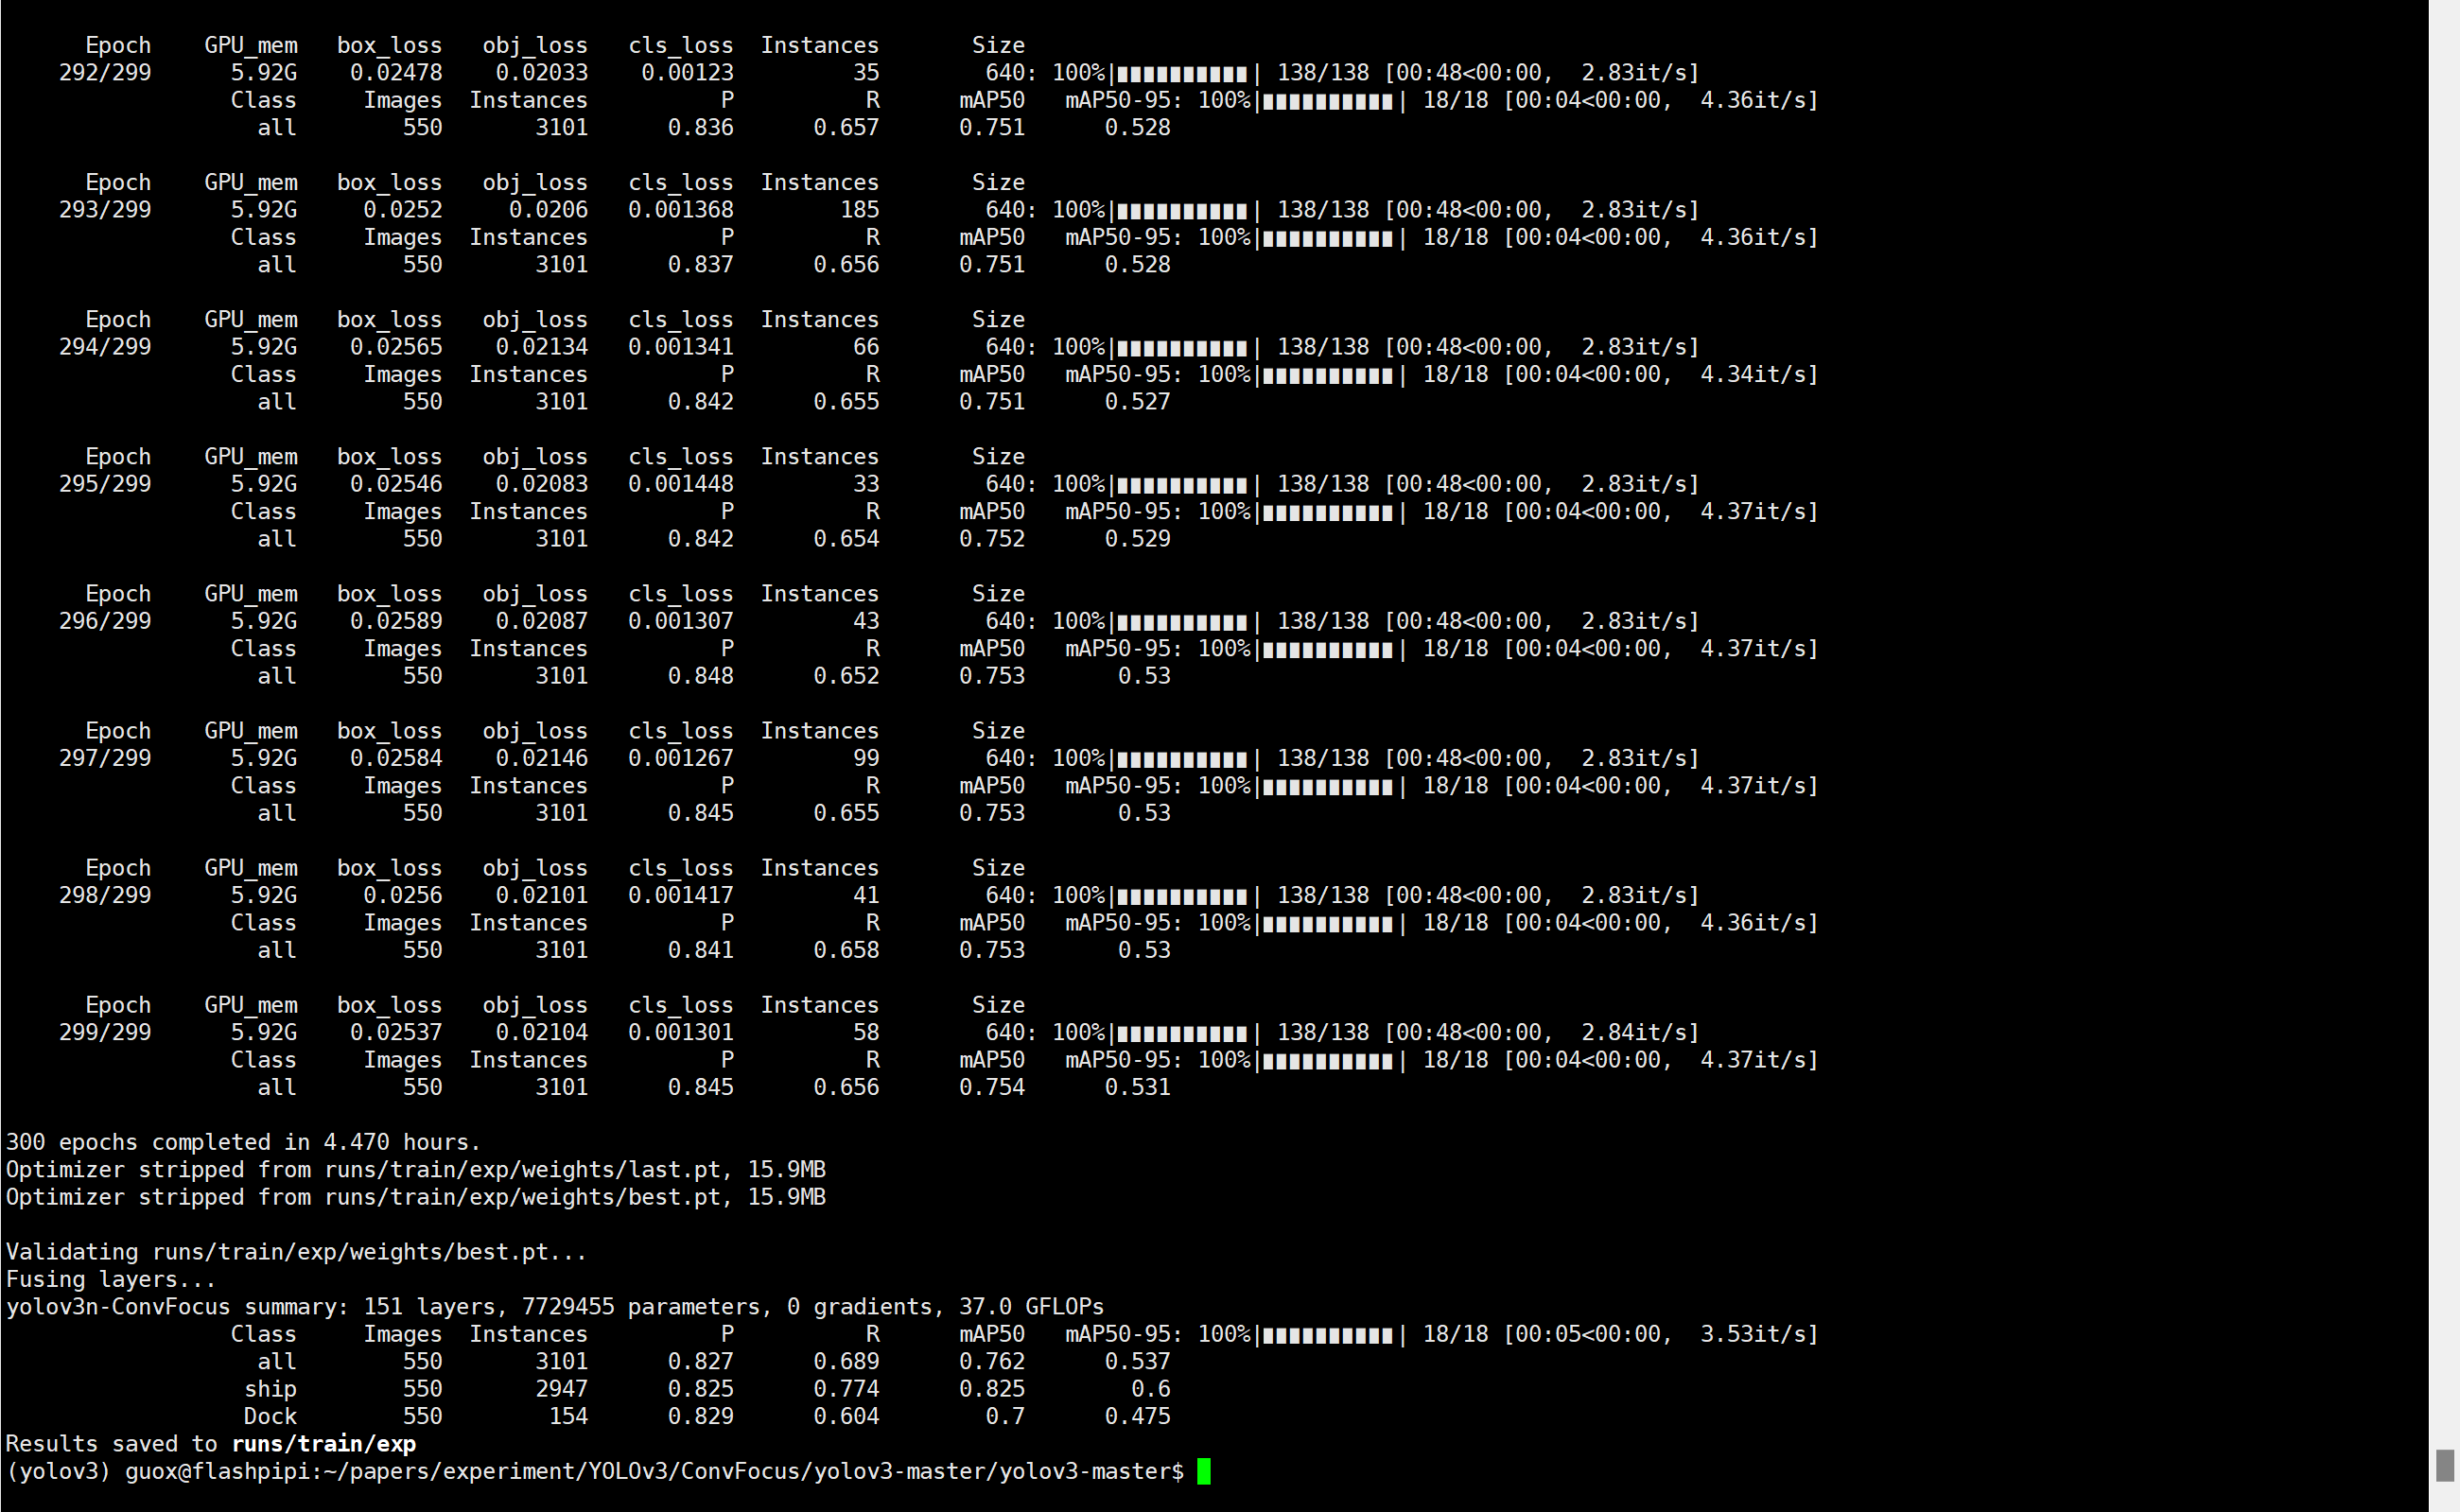 Epoch GPU_mem box_loss obj_loss cls_loss Instances Size
292/299 5.92G 0.02478 0.02033 0.00123 35 640: 100%|██████████| 138/138 [00:48<00:00, 2.83it/s]
Class Images Instances P R mAP50 mAP50-95: 100%|██████████| 18/18 [00:04<00:00, 4.36it/s]
all 550 3101 0.836 0.657 0.751 0.528
Epoch GPU_mem box_loss obj_loss cls_loss Instances Size
293/299 5.92G 0.0252 0.0206 0.001368 185 640: 100%|██████████| 138/138 [00:48<00:00, 2.83it/s]
Class Images Instances P R mAP50 mAP50-95: 100%|██████████| 18/18 [00:04<00:00, 4.36it/s]
all 550 3101 0.837 0.656 0.751 0.528
Epoch GPU_mem box_loss obj_loss cls_loss Instances Size
294/299 5.92G 0.02565 0.02134 0.001341 66 640: 100%|██████████| 138/138 [00:48<00:00, 2.83it/s]
Class Images Instances P R mAP50 mAP50-95: 100%|██████████| 18/18 [00:04<00:00, 4.34it/s]
all 550 3101 0.842 0.655 0.751 0.527
Epoch GPU_mem box_loss obj_loss cls_loss Instances Size
295/299 5.92G 0.02546 0.02083 0.001448 33 640: 100%|██████████| 138/138 [00:48<00:00, 2.83it/s]
Class Images Instances P R mAP50 mAP50-95: 100%|██████████| 18/18 [00:04<00:00, 4.37it/s]
all 550 3101 0.842 0.654 0.752 0.529
Epoch GPU_mem box_loss obj_loss cls_loss Instances Size
296/299 5.92G 0.02589 0.02087 0.001307 43 640: 100%|██████████| 138/138 [00:48<00:00, 2.83it/s]
Class Images Instances P R mAP50 mAP50-95: 100%|██████████| 18/18 [00:04<00:00, 4.37it/s]
all 550 3101 0.848 0.652 0.753 0.53
Epoch GPU_mem box_loss obj_loss cls_loss Instances Size
297/299 5.92G 0.02584 0.02146 0.001267 99 640: 100%|██████████| 138/138 [00:48<00:00, 2.83it/s]
Class Images Instances P R mAP50 mAP50-95: 100%|██████████| 18/18 [00:04<00:00, 4.37it/s]
all 550 3101 0.845 0.655 0.753 0.53
Epoch GPU_mem box_loss obj_loss cls_loss Instances Size
298/299 5.92G 0.0256 0.02101 0.001417 41 640: 100%|██████████| 138/138 [00:48<00:00, 2.83it/s]
Class Images Instances P R mAP50 mAP50-95: 100%|██████████| 18/18 [00:04<00:00, 4.36it/s]
all 550 3101 0.841 0.658 0.753 0.53
Epoch GPU_mem box_loss obj_loss cls_loss Instances Size
299/299 5.92G 0.02537 0.02104 0.001301 58 640: 100%|██████████| 138/138 [00:48<00:00, 2.84it/s]
Class Images Instances P R mAP50 mAP50-95: 100%|██████████| 18/18 [00:04<00:00, 4.37it/s]
all 550 3101 0.845 0.656 0.754 0.531
300 epochs completed in 4.470 hours.
Optimizer stripped from runs/train/exp/weights/last.pt, 15.9MB
Optimizer stripped from runs/train/exp/weights/best.pt, 15.9MB
Validating runs/train/exp/weights/best.pt...
Fusing layers...
yolov3n-ConvFocus summary: 151 layers, 7729455 parameters, 0 gradients, 37.0 GFLOPs
Class Images Instances P R mAP50 mAP50-95: 100%|██████████| 18/18 [00:05<00:00, 3.53it/s]
all 550 3101 0.827 0.689 0.762 0.537
ship 550 2947 0.825 0.774 0.825 0.6
Dock 550 154 0.829 0.604 0.7 0.475
Results saved to runs/train/exp
(yolov3) guox@flashpipi:~/papers/experiment/YOLOv3/ConvFocus/yolov3-master/yolov3-master$